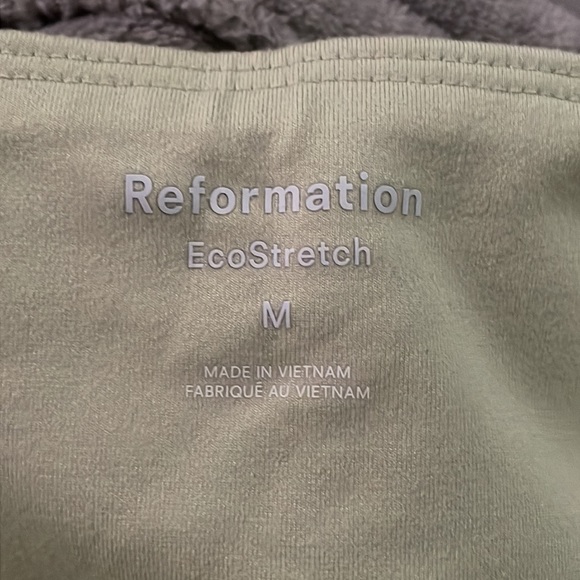 Reformation
EcoStretch
M
MADE IN VIETNAM
FABRIQUÉ AU VIETNAM